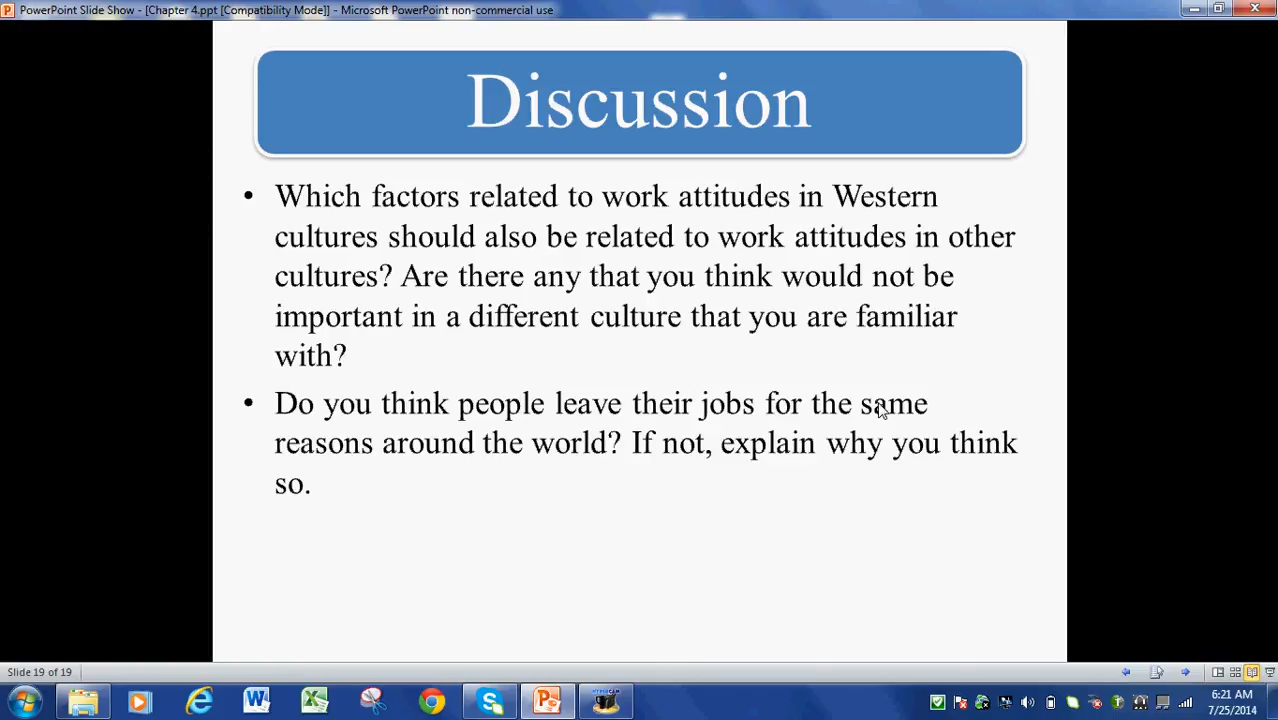 PowerPoint Slide Show - [Chapter 4.ppt [Compatibility Mode]] - Microsoft PowerPoint non-commercial use
Discussion
• Which factors related to work attitudes in Western
cultures should also be related to work attitudes in other
cultures? Are there any that you think would not be
important in a different culture that you are familiar
with?
• Do you think people leave their jobs for the same
reasons around the world? If not, explain why you think
so.
Slide 19 of 19
6:21 AM
7/25/2014